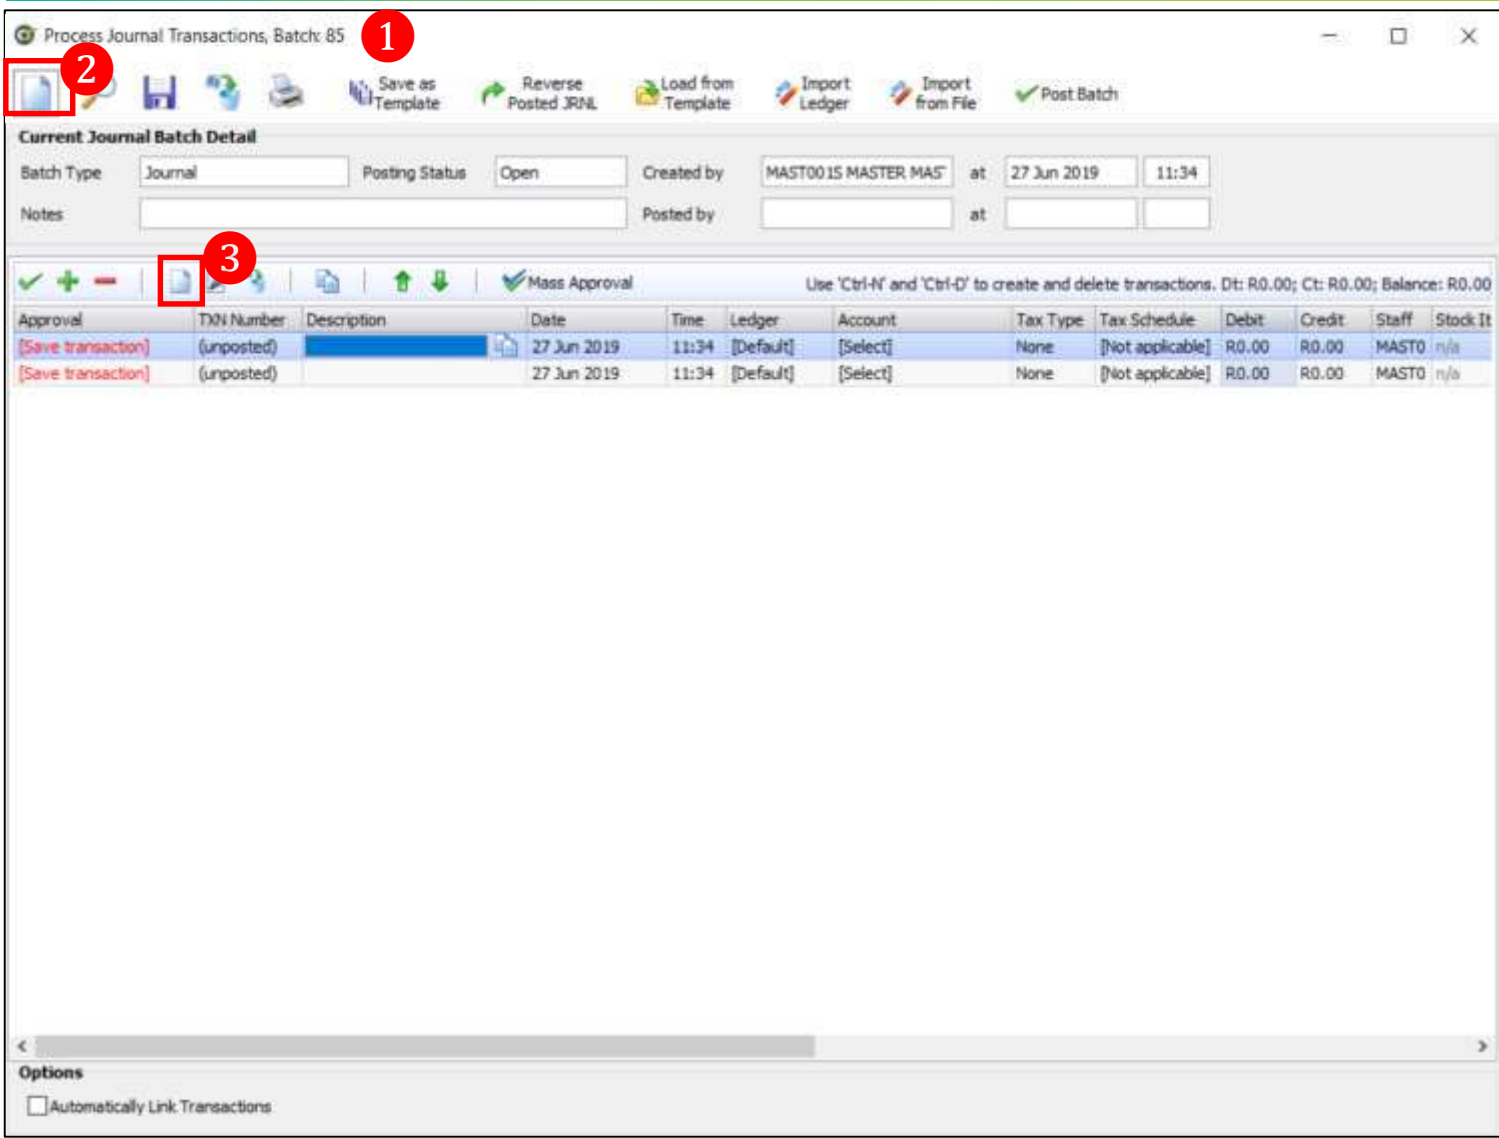 Process Journal Transactions, Batch: 85
1
2
Save as Template
Reverse Posted JRNL
Load from Template
Import Ledger
Import from File
Post Batch
Current Journal Batch Detail
Batch Type Journal Posting Status Open Created by MAST001S MASTER MAS at 27 Jun 2019 11:34
Notes Posted by at
3
Mass Approval Use 'Ctrl-N' and 'Ctrl-D' to create and delete transactions. Dt: R0.00; Ct: R0.00; Balance: R0.00
Approval TXN Number Description Date Time Ledger Account Tax Type Tax Schedule Debit Credit Staff Stock It
[Save transaction] (unposted) 27 Jun 2019 11:34 [Default] [Select] None [Not applicable] R0.00 R0.00 MAST0 n/a
[Save transaction] (unposted) 27 Jun 2019 11:34 [Default] [Select] None [Not applicable] R0.00 R0.00 MAST0 n/a
Options
Automatically Link Transactions